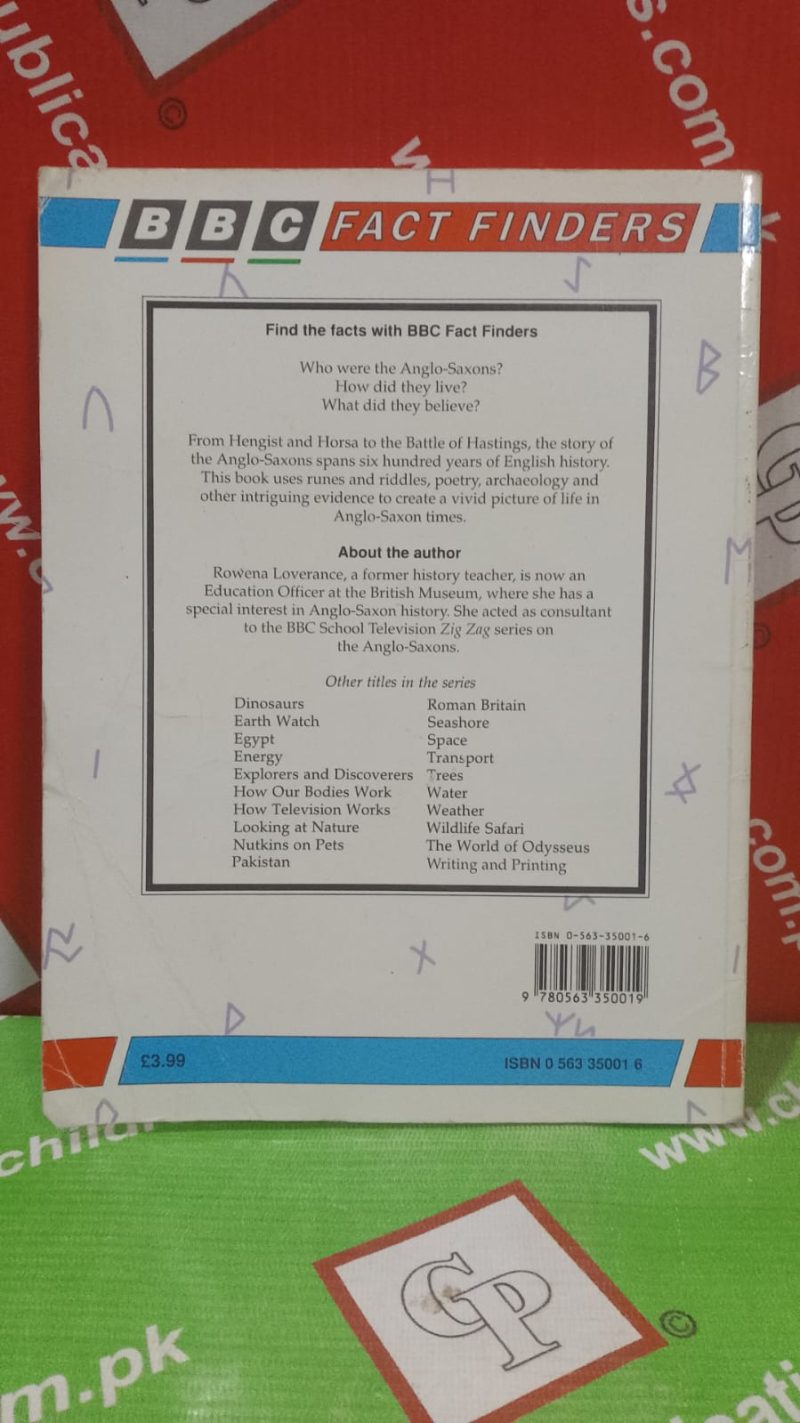 ©
s.com
BBC FACT FINDERS
Find the facts with BBC Fact Finders
Who were the Anglo-Saxons?
How did they live?
What did they believe?
From Hengist and Horsa to the Battle of Hastings, the story of
the Anglo-Saxons spans six hundred years of English history.
This book uses runes and riddles, poetry, archaeology and
other intriguing evidence to create a vivid picture of life in
Anglo-Saxon times.
About the author
Rowena Loverance, a former history teacher, is now an
Education Officer at the British Museum, where she has a
special interest in Anglo-Saxon history. She acted as consultant
to the BBC School Television Zig Zag series on
the Anglo-Saxons.
Other titles in the series
Dinosaurs
Earth Watch
Egypt
Energy
Explorers and Discoverers
How Our Bodies Work
How Television Works
Looking at Nature
Nutkins on Pets
Pakistan
Roman Britain
Seashore
Space
Transport
Trees
Water
Weather
Wildlife Safari
The World of Odysseus
Writing and Printing
ISBN 0-563-35001-6
9 780563 350019
£3.99
ISBN 0 563 35001 6
www.c
GP
©
m.pk